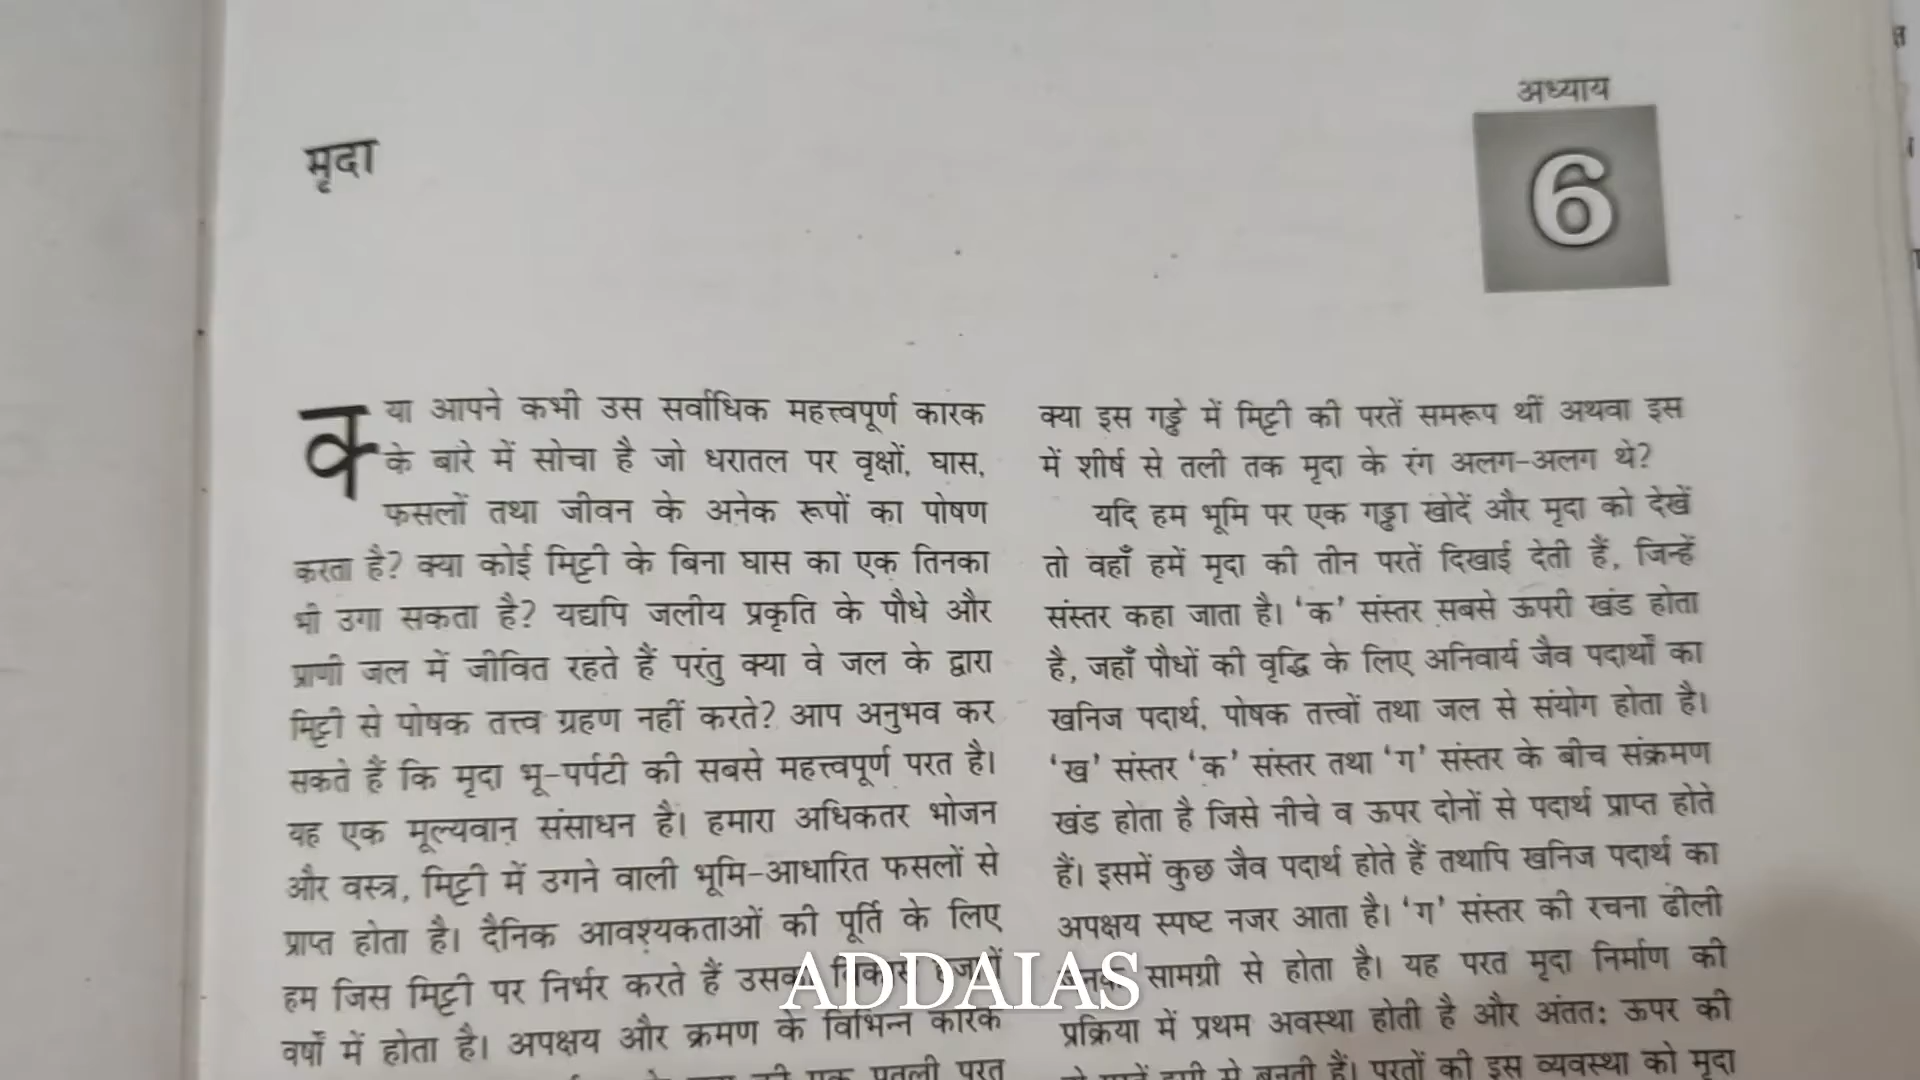 अध्याय
6
मृदा
क्या आपने कभी उस सर्वाधिक महत्त्वपूर्ण कारक
के बारे में सोचा है जो धरातल पर वृक्षों, घास,
फसलों तथा जीवन के अनेक रूपों का पोषण
करता है? क्या कोई मिट्टी के बिना घास का एक तिनका
भी उगा सकता है? यद्यपि जलीय प्रकृति के पौधे और
प्राणी जल में जीवित रहते हैं परंतु क्या वे जल के द्वारा
मिट्टी से पोषक तत्त्व ग्रहण नहीं करते? आप अनुभव कर
सकते हैं कि मृदा भू-पर्पटी की सबसे महत्त्वपूर्ण परत है।
यह एक मूल्यवान संसाधन है। हमारा अधिकतर भोजन
और वस्त्र, मिट्टी में उगने वाली भूमि-आधारित फसलों से
प्राप्त होता है। दैनिक आवश्यकताओं की पूर्ति के लिए
हम जिस मिट्टी पर निर्भर करते हैं
वर्षों में होता है। अपक्षय और क्रमण के विभिन्न कारक
की एक पतली परत
क्या इस गड्ढे में मिट्टी की परतें समरूप थीं अथवा इस
में शीर्ष से तली तक मृदा के रंग अलग-अलग थे?
यदि हम भूमि पर एक गड्ढा खोदें और मृदा को देखें
तो वहाँ हमें मृदा की तीन परतें दिखाई देती हैं, जिन्हें
संस्तर कहा जाता है। ‘क’ संस्तर सबसे ऊपरी खंड होता
है, जहाँ पौधों की वृद्धि के लिए अनिवार्य जैव पदार्थों का
खनिज पदार्थ, पोषक तत्त्वों तथा जल से संयोग होता है।
‘ख’ संस्तर ‘क’ संस्तर तथा ‘ग’ संस्तर के बीच संक्रमण
खंड होता है जिसे नीचे व ऊपर दोनों से पदार्थ प्राप्त होते
हैं। इसमें कुछ जैव पदार्थ होते हैं तथापि खनिज पदार्थ का
अपक्षय स्पष्ट नजर आता है। ‘ग’ संस्तर की रचना ढीली
सामग्री से होता है। यह परत मृदा निर्माण की
प्रक्रिया में प्रथम अवस्था होती है और अंततः ऊपर की
बनती हैं। परतों की इस व्यवस्था को मृदा
ADDAIAS